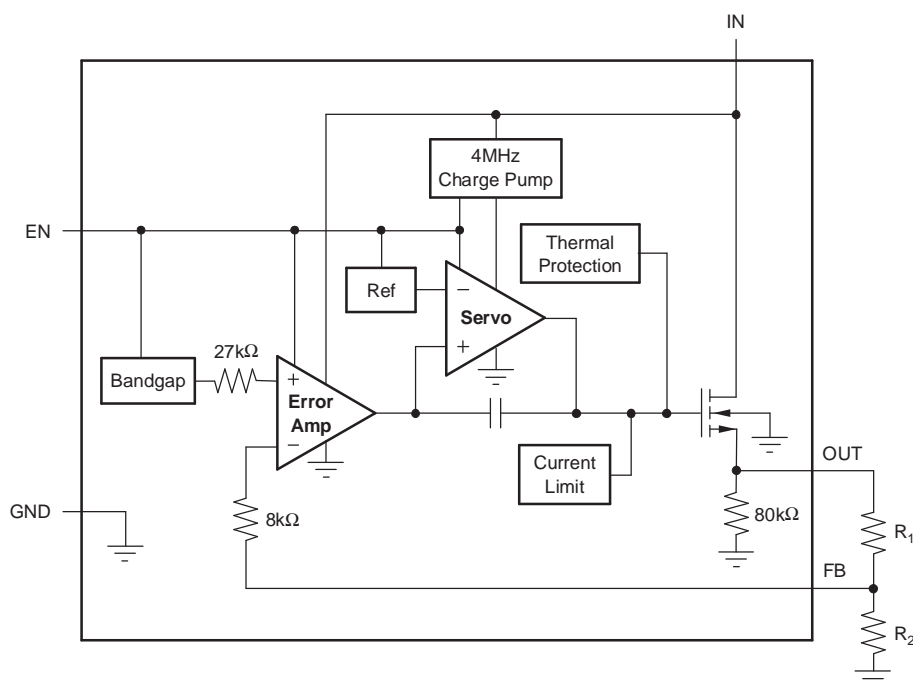 IN
4MHz
Charge Pump
EN
Thermal
Protection
Ref
−
Servo
+
27kΩ
Bandgap
+
Error
Amp
−
Current
Limit
OUT
GND
8kΩ
80kΩ
R1
FB
R2